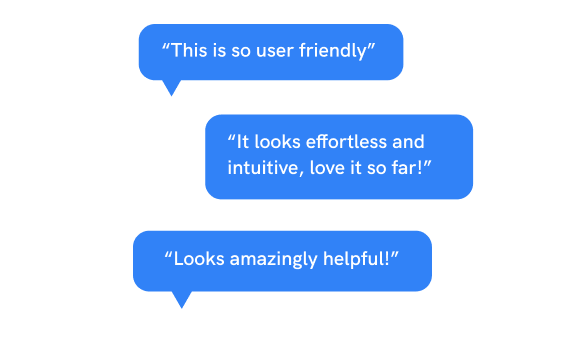 “This is so user friendly”
“It looks effortless and
intuitive, love it so far!”
“Looks amazingly helpful!”